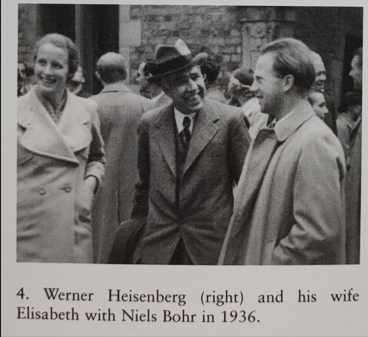 4. Werner Heisenberg (right) and his wife
Elisabeth with Niels Bohr in 1936.